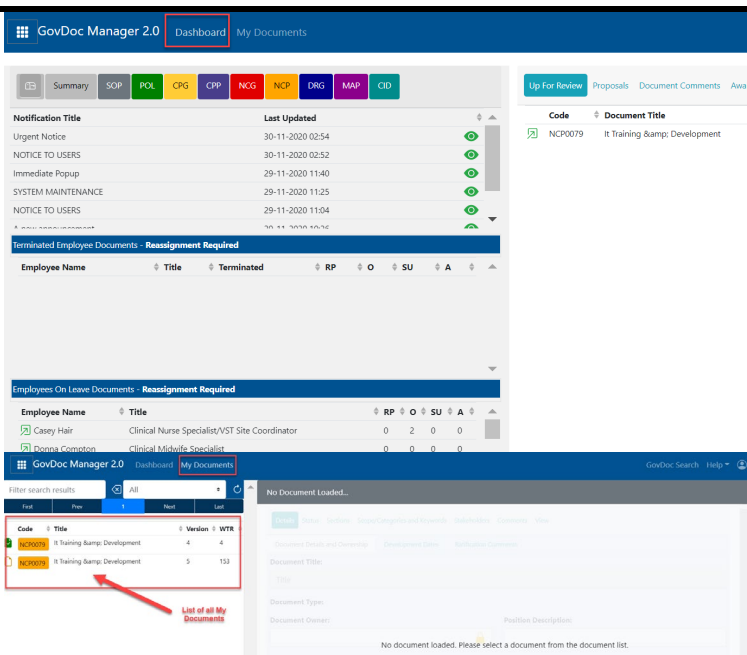 GovDoc Manager 2.0 Dashboard My Documents
Summary SOP POL CPG CPP NCG NCP DRG MAP CID
Notification Title Last Updated
Urgent Notice 30-11-2020 02:54
NOTICE TO USERS 30-11-2020 02:52
Immediate Popup 29-11-2020 11:40
SYSTEM MAINTENANCE 29-11-2020 11:25
NOTICE TO USERS 29-11-2020 11:04
Terminated Employee Documents - Reassignment Required
Employee Name Title Terminated RP O SU A
Employees On Leave Documents - Reassignment Required
Employee Name Title RP O SU A
Casey Hair Clinical Nurse Specialist/VST Site Coordinator 0 2 0 0
Donna Compton Clinical Midwife Specialist 0 0 0 0
Up For Review Proposals Document Comments Awa
Code Document Title
NCP0079 It Training &amp; Development
GovDoc Manager 2.0 Dashboard My Documents GovDoc Search Help
Filter search results All
First Prev 1 Next Last
Code Title Version WTR
NCP0079 It Training &amp; Development 4 4
NCP0079 It Training &amp; Development 5 153
List of all My
Documents
No Document Loaded...
Document Title:
Title
Document Type:
Document Owner: Position Description:
No document loaded. Please select a document from the document list.